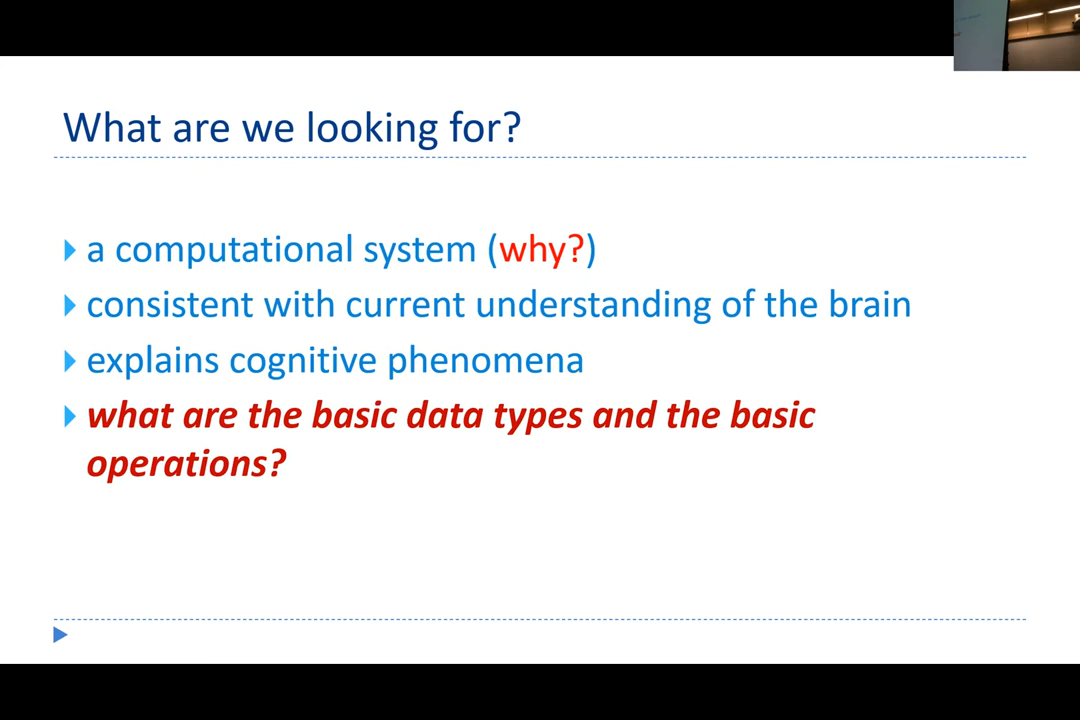 What are we looking for?
a computational system (why?)
consistent with current understanding of the brain
explains cognitive phenomena
what are the basic data types and the basic
operations?